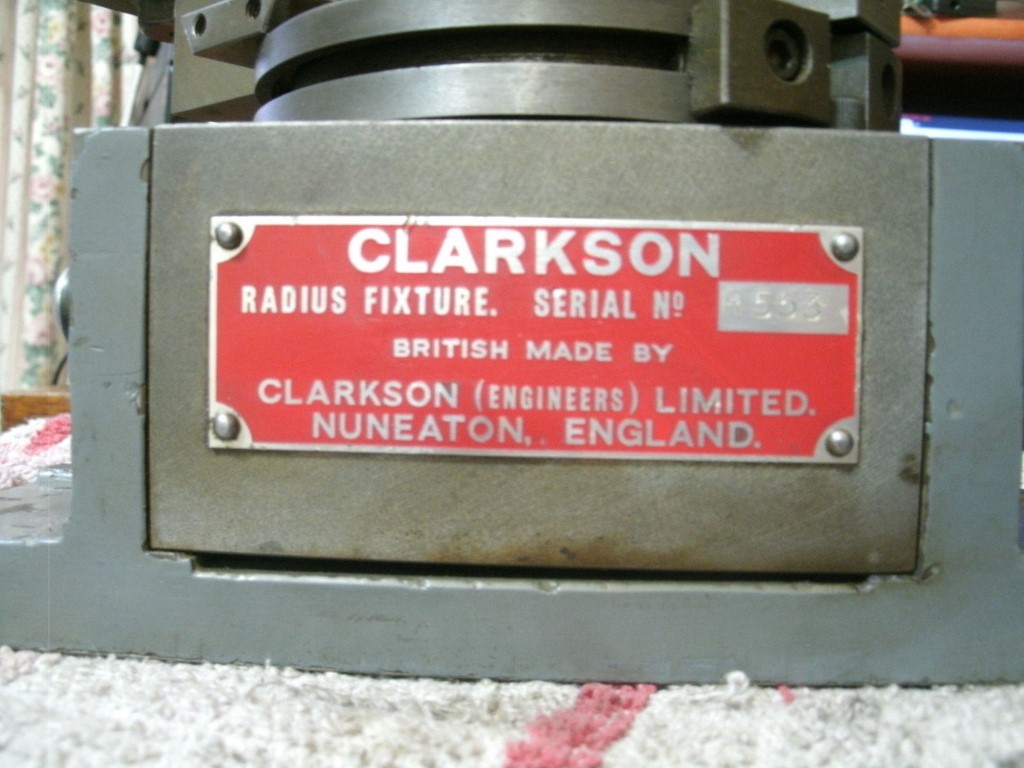 CLARKSON
RADIUS FIXTURE. SERIAL Nº
BRITISH MADE BY
CLARKSON (ENGINEERS) LIMITED.
NUNEATON, ENGLAND.